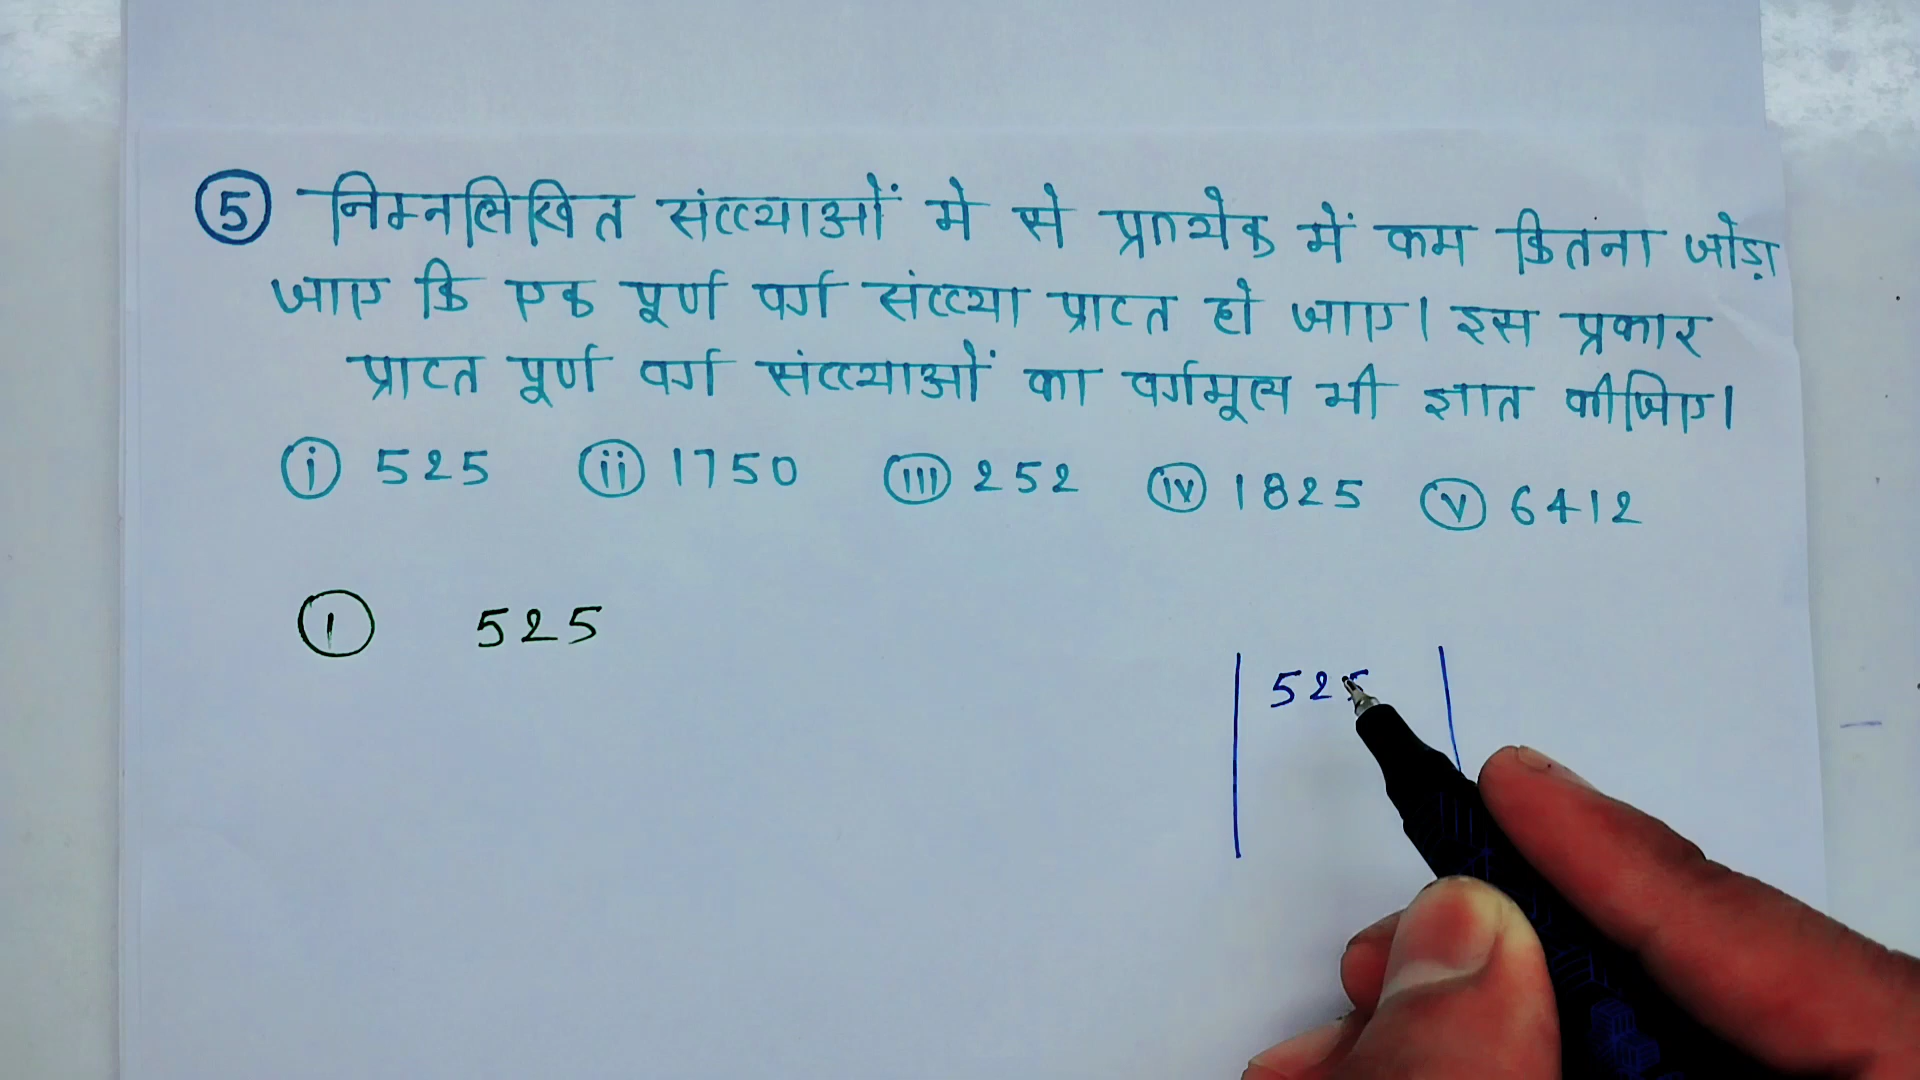 5 निम्नलिखित संख्याओं मे से प्रत्येक में कम कितना जोड़ा
जाए कि एक पूर्ण वर्ग संख्या प्राप्त हो जाए। इस प्रकार
प्राप्त पूर्ण वर्ग संख्याओं का वर्गमूल भी ज्ञात कीजिए।
i 525 ii 1750 iii 252 iv 1825 v 6412
1 525
525